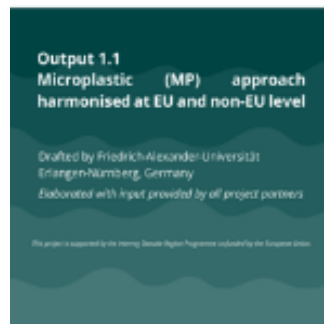 Output 1.1
Microplastic (MP) approach
harmonised at EU and non-EU level
Drafted by Friedrich-Alexander-Universität
Erlangen-Nürnberg, Germany
Elaborated with input provided by all project partners
This project is supported by the Interreg Danube Region Programme co-funded by the European Union